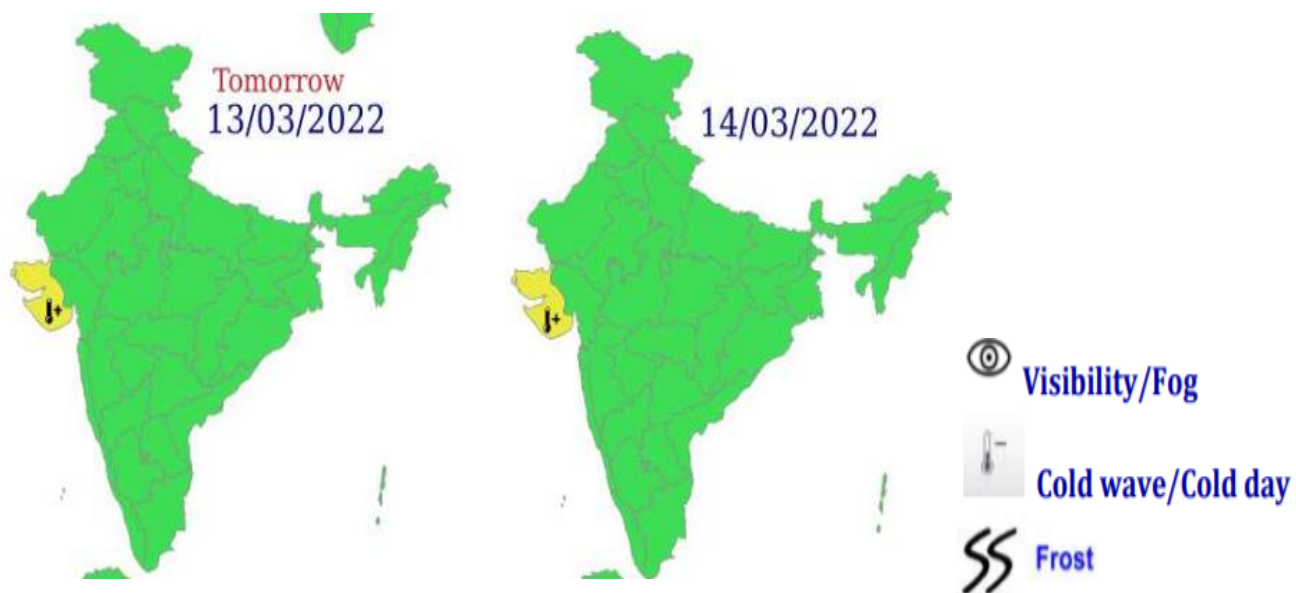 Tomorrow
13/03/2022
14/03/2022
Visibility/Fog
Cold wave/Cold day
Frost